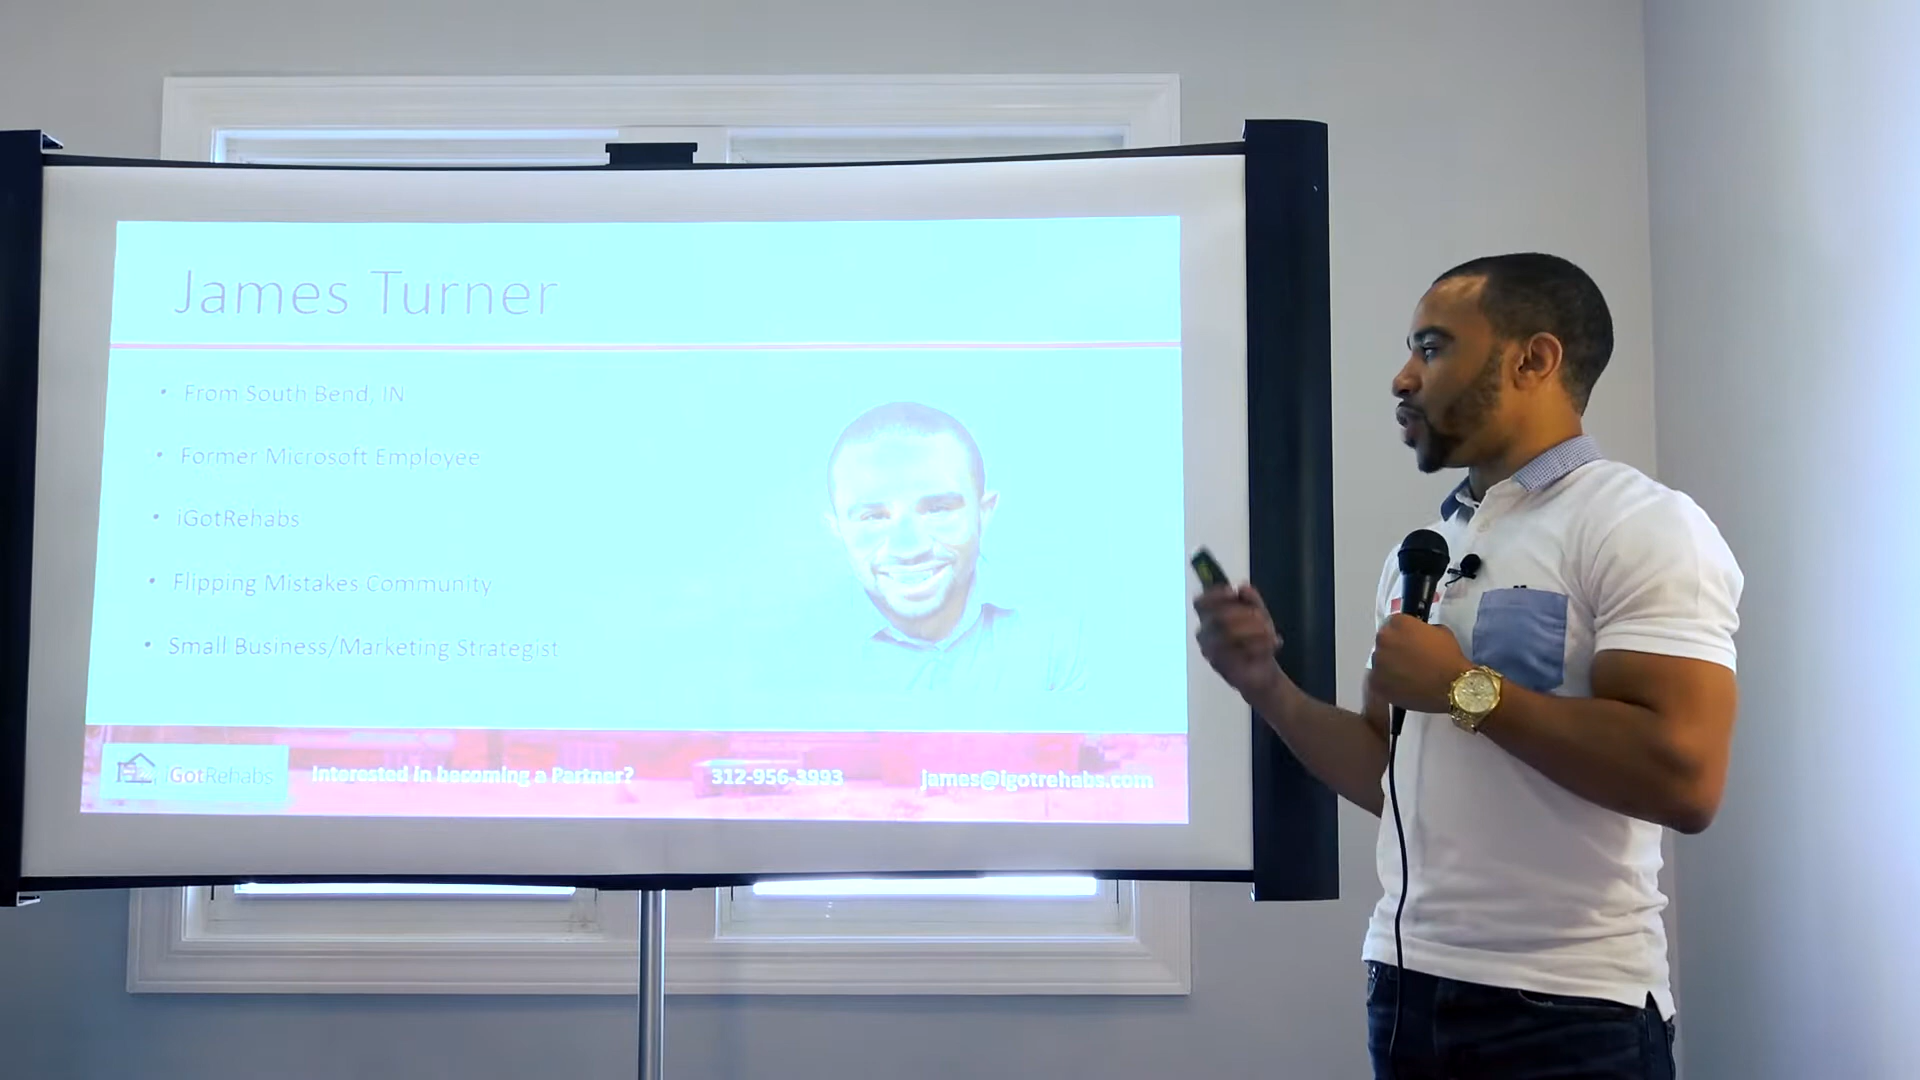 James Turner
• From South Bend, IN
• Former Microsoft Employee
• iGotRehabs
• Flipping Mistakes Community
• Small Business/Marketing Strategist
iGotRehabs Interested in becoming a Partner? 312-956-3993 james@igotrehabs.com